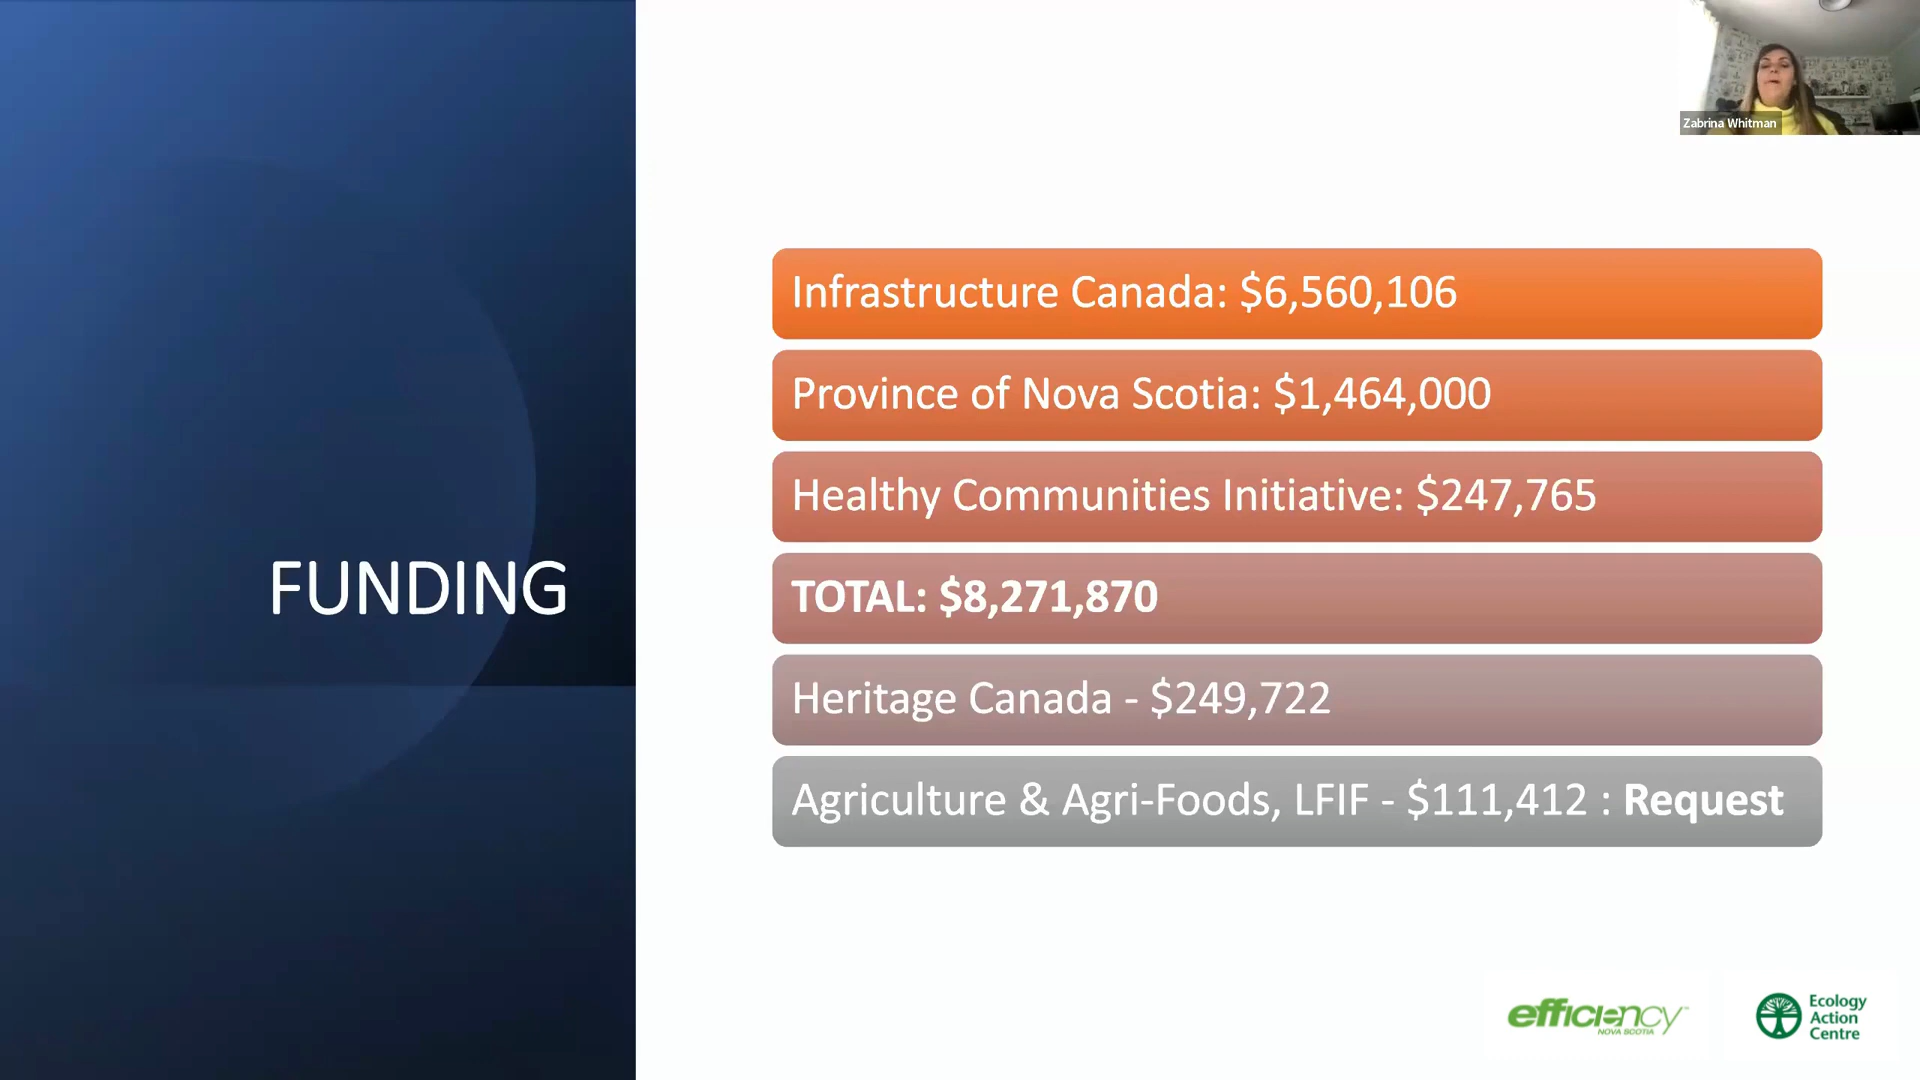 Zabrina Whitman
Infrastructure Canada: $6,560,106
Province of Nova Scotia: $1,464,000
Healthy Communities Initiative: $247,765
FUNDING
TOTAL: $8,271,870
Heritage Canada - $249,722
Agriculture & Agri-Foods, LFIF - $111,412 : Request
efficiency
NOVA SCOTIA
Ecology
Action
Centre